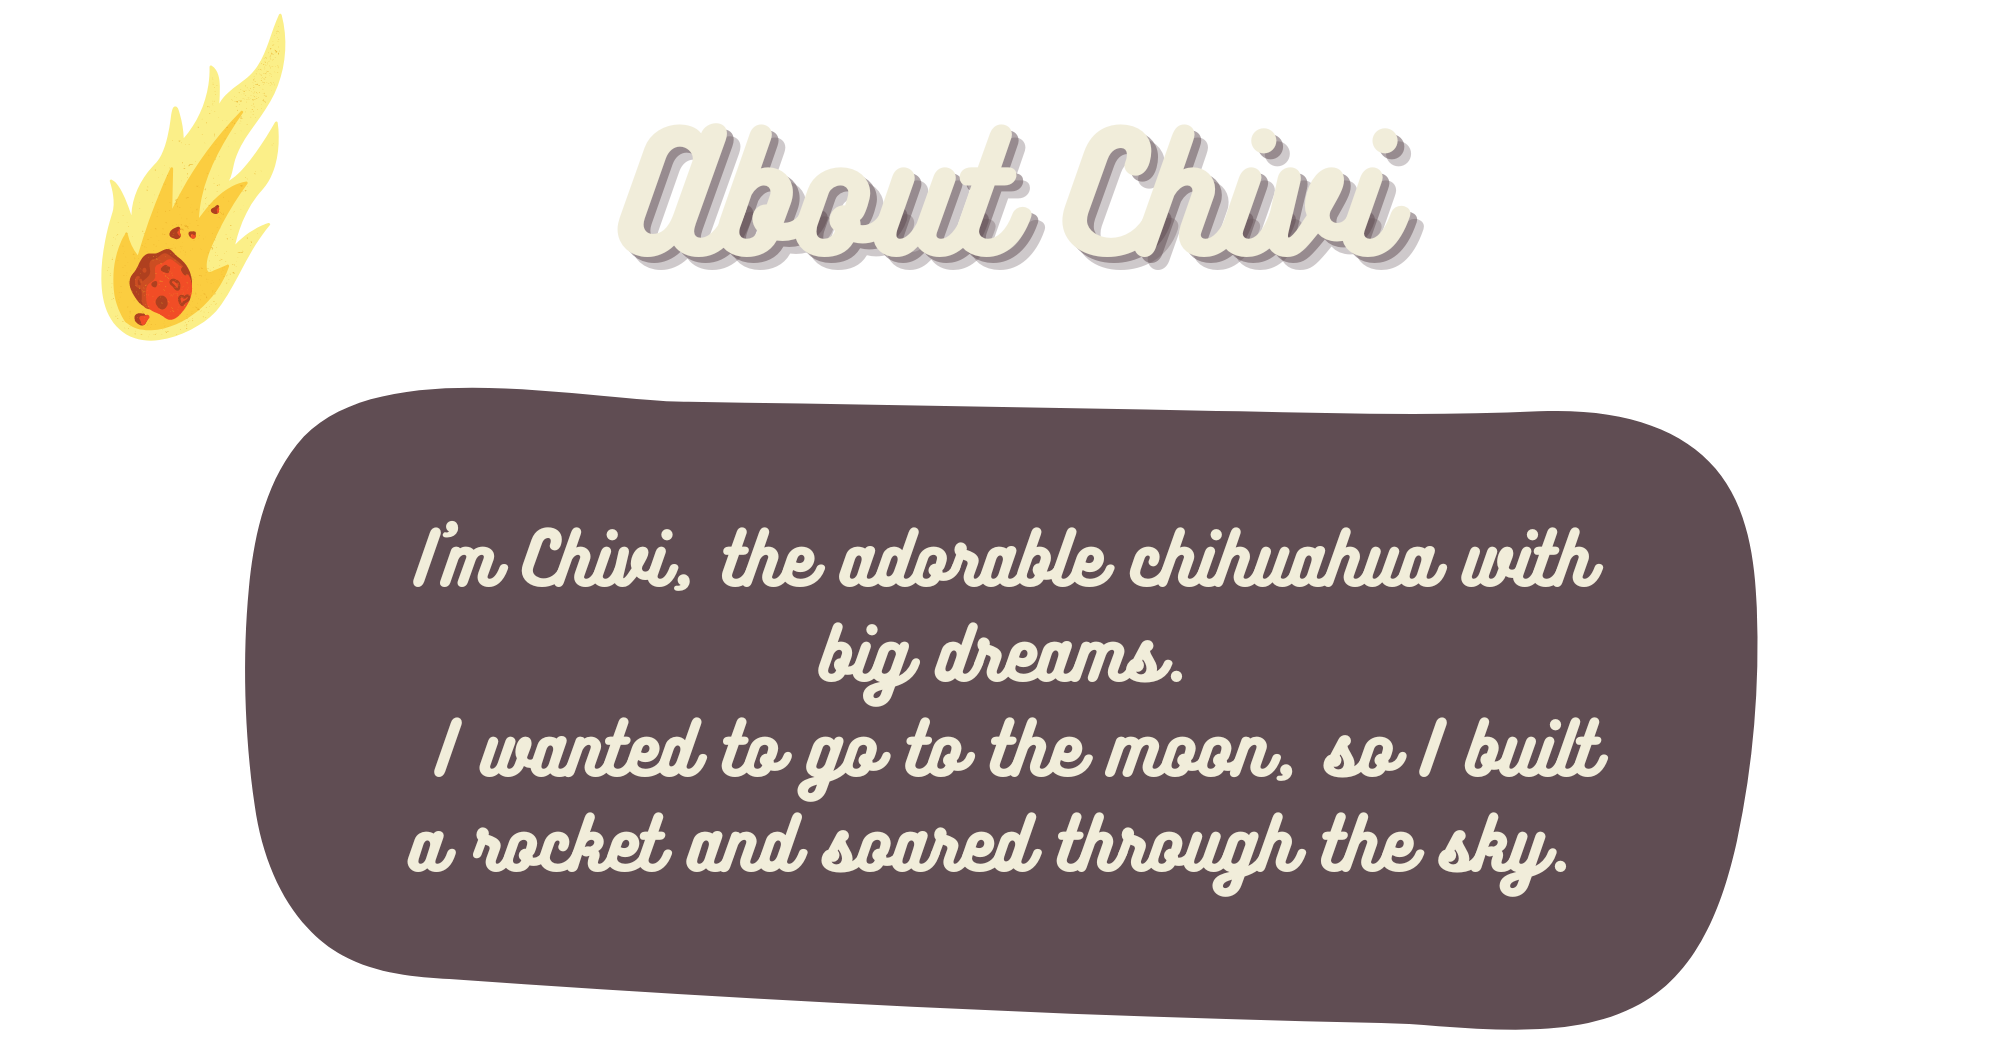 About Chivi
I'm Chivi, the adorable chihuahua with
big dreams.
I wanted to go to the moon, so I built
a rocket and soared through the sky.